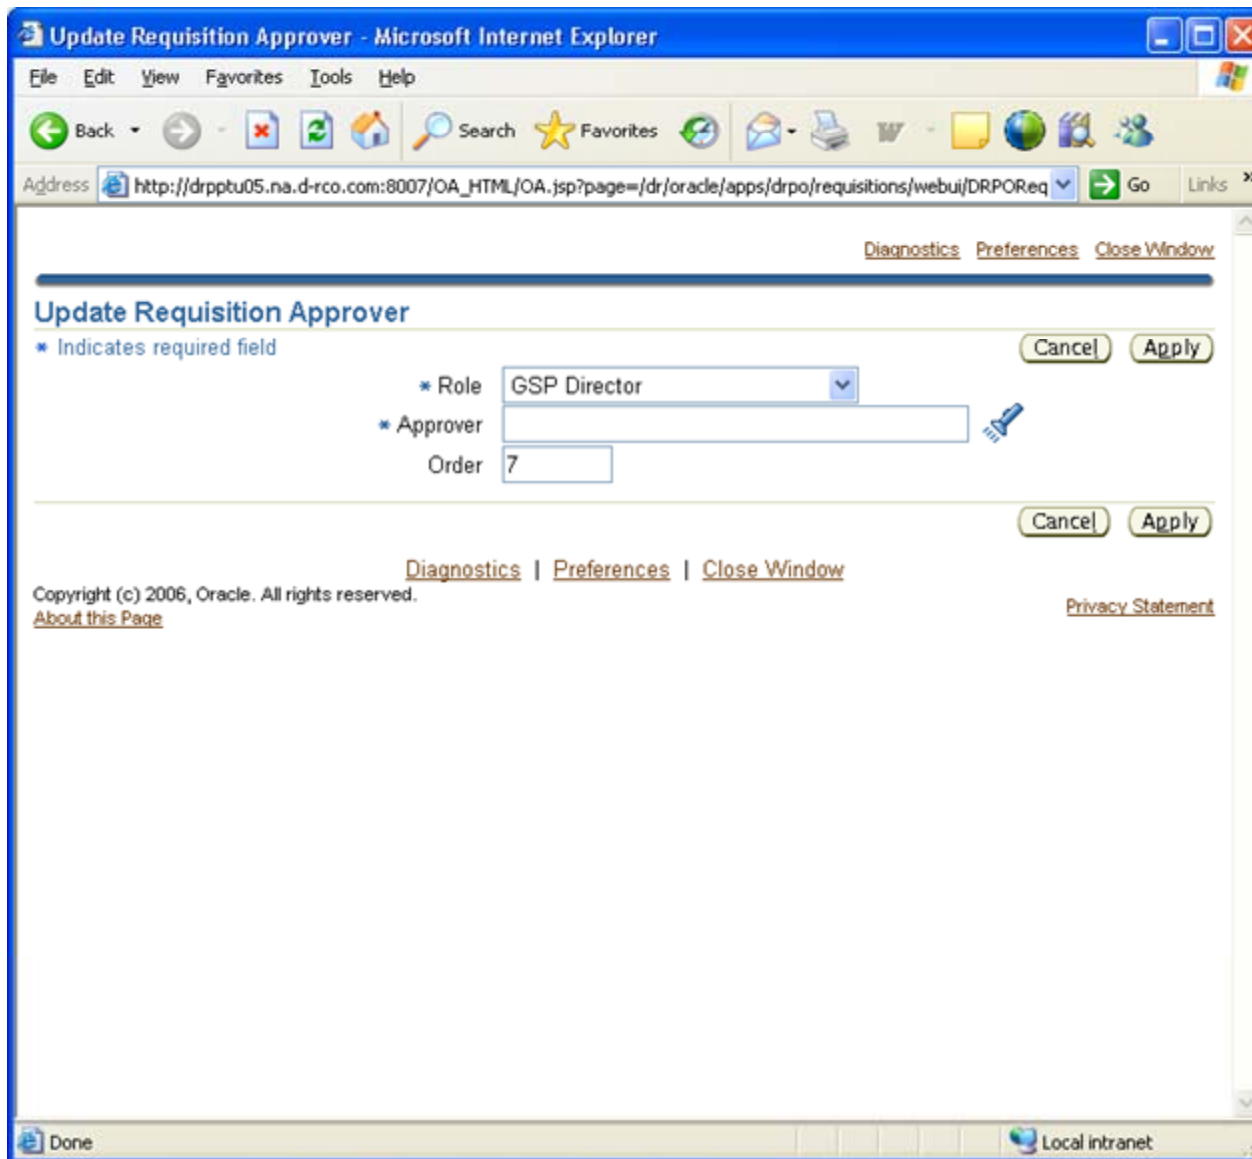 Update Requisition Approver - Microsoft Internet Explorer
File Edit View Favorites Tools Help
Back Search Favorites W
Address http://drpptu05.na.d-rco.com:8007/OA_HTML/OA.jsp?page=/dr/oracle/apps/drpo/requisitions/webui/DRPOReq Go Links »
Diagnostics Preferences Close Window
Update Requisition Approver
* Indicates required field Cancel Apply
* Role GSP Director
* Approver
Order 7
Cancel Apply
Diagnostics | Preferences | Close Window
Copyright (c) 2006, Oracle. All rights reserved.
About this Page Privacy Statement
Done Local intranet